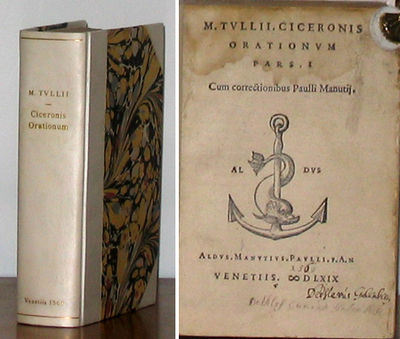 M. TVLLII
Ciceronis
Orationum
Venetiis 1569
M. TVLLII. CICERONIS
ORATIONVM
PARS. I
Cum correctionibus Paulli Manutij.
AL DVS
ALDVS. MANVTIVS. PAVLLI. F. A. N
VENETIIS. ∞DLXIX